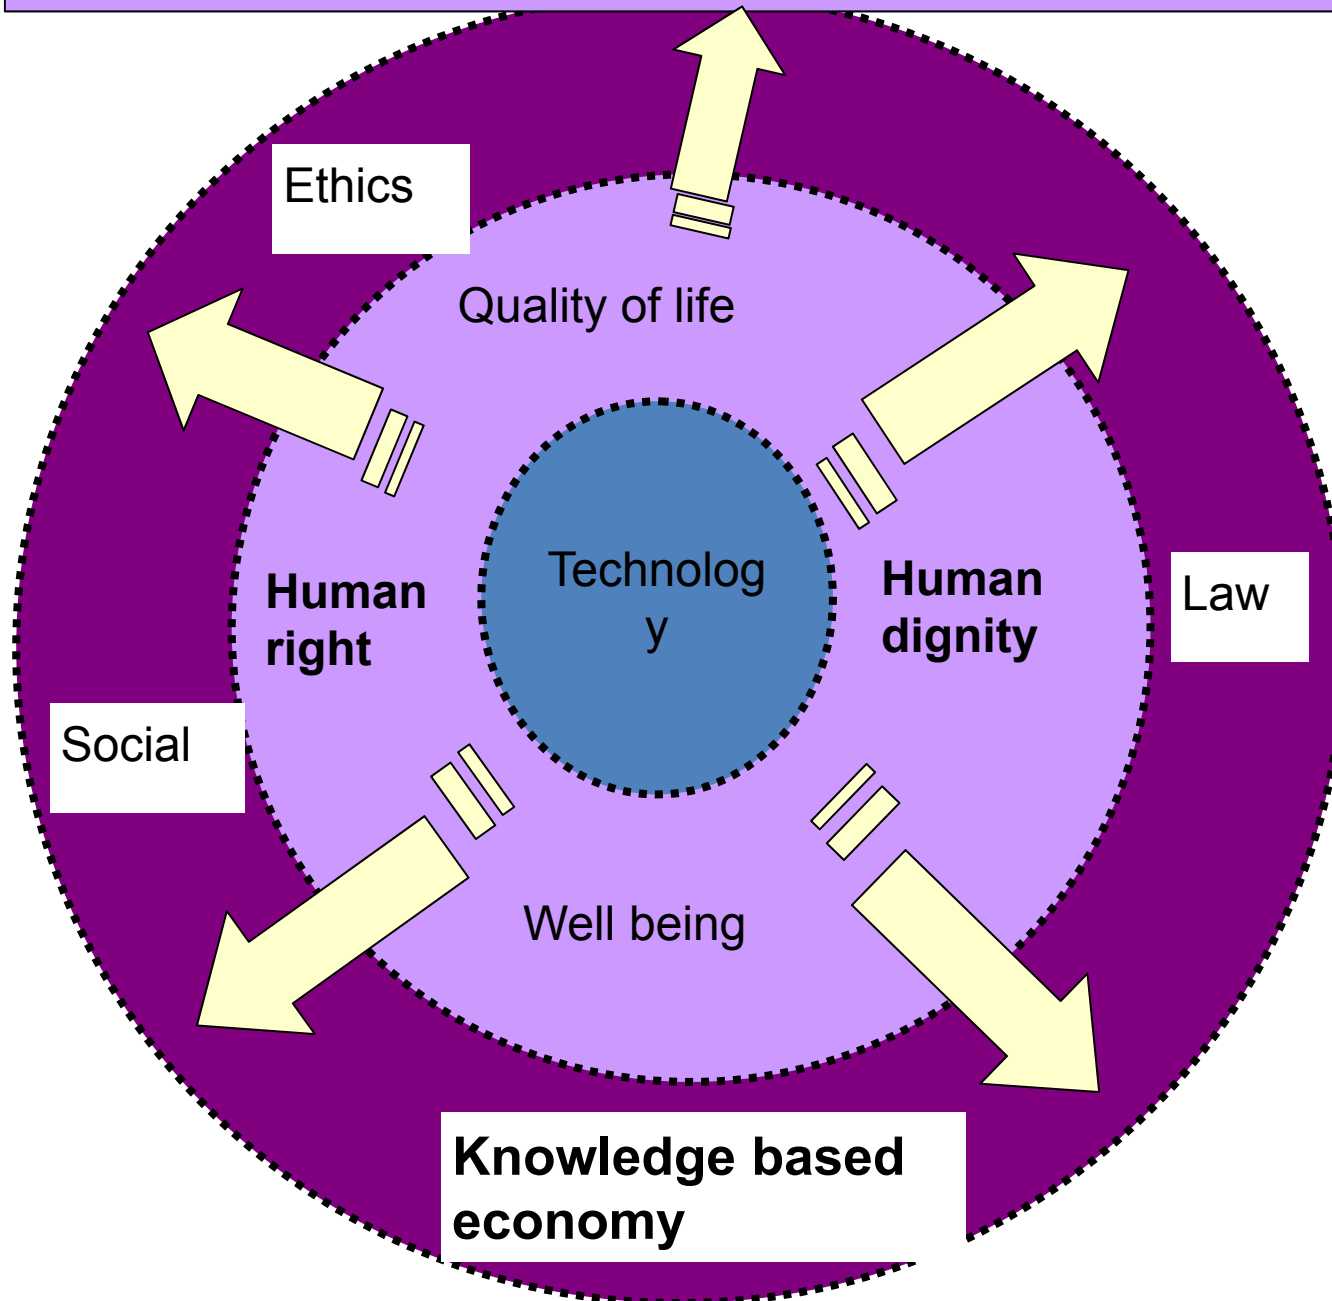 Ethics
Quality of life
Technolog
y
Human
right
Human
dignity
Law
Social
Well being
Knowledge based
economy